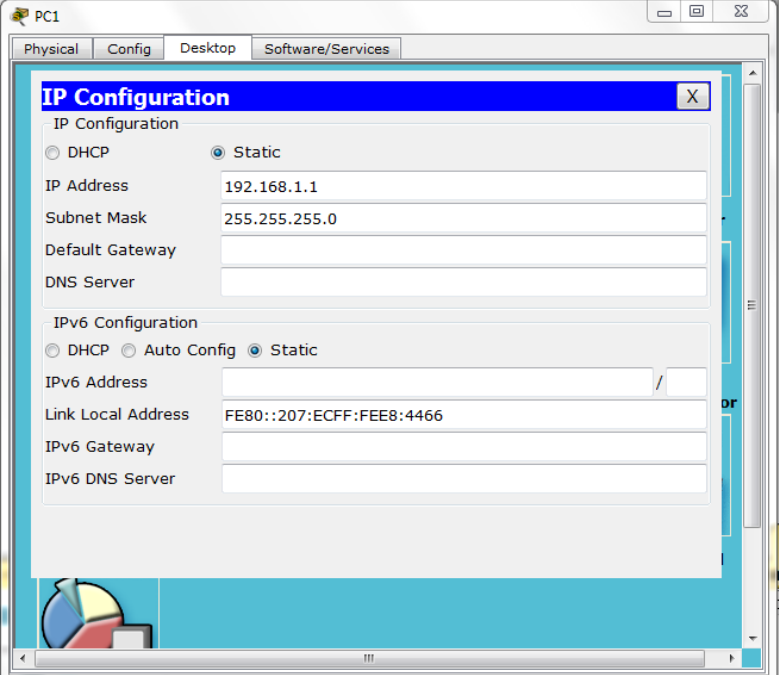 PC1
Physical Config Desktop Software/Services
IP Configuration X
IP Configuration
DHCP Static
IP Address 192.168.1.1
Subnet Mask 255.255.255.0
Default Gateway
DNS Server
IPv6 Configuration
DHCP Auto Config Static
IPv6 Address /
Link Local Address FE80::207:ECFF:FEE8:4466
IPv6 Gateway
IPv6 DNS Server